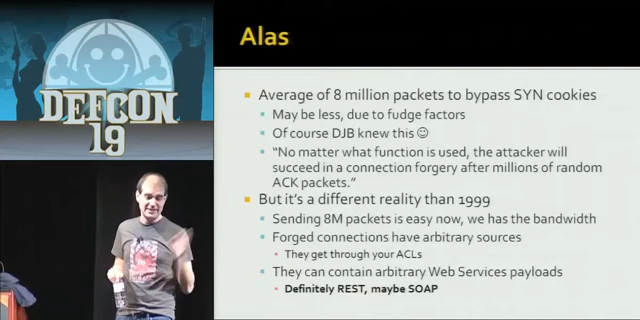 DEFCON
19
Alas
Average of 8 million packets to bypass SYN cookies
May be less, due to fudge factors
Of course DJB knew this ☺
“No matter what function is used, the attacker will
succeed in a connection forgery after millions of random
ACK packets.”
But it’s a different reality than 1999
Sending 8M packets is easy now, we has the bandwidth
Forged connections have arbitrary sources
They get through your ACLs
They can contain arbitrary Web Services payloads
Definitely REST, maybe SOAP